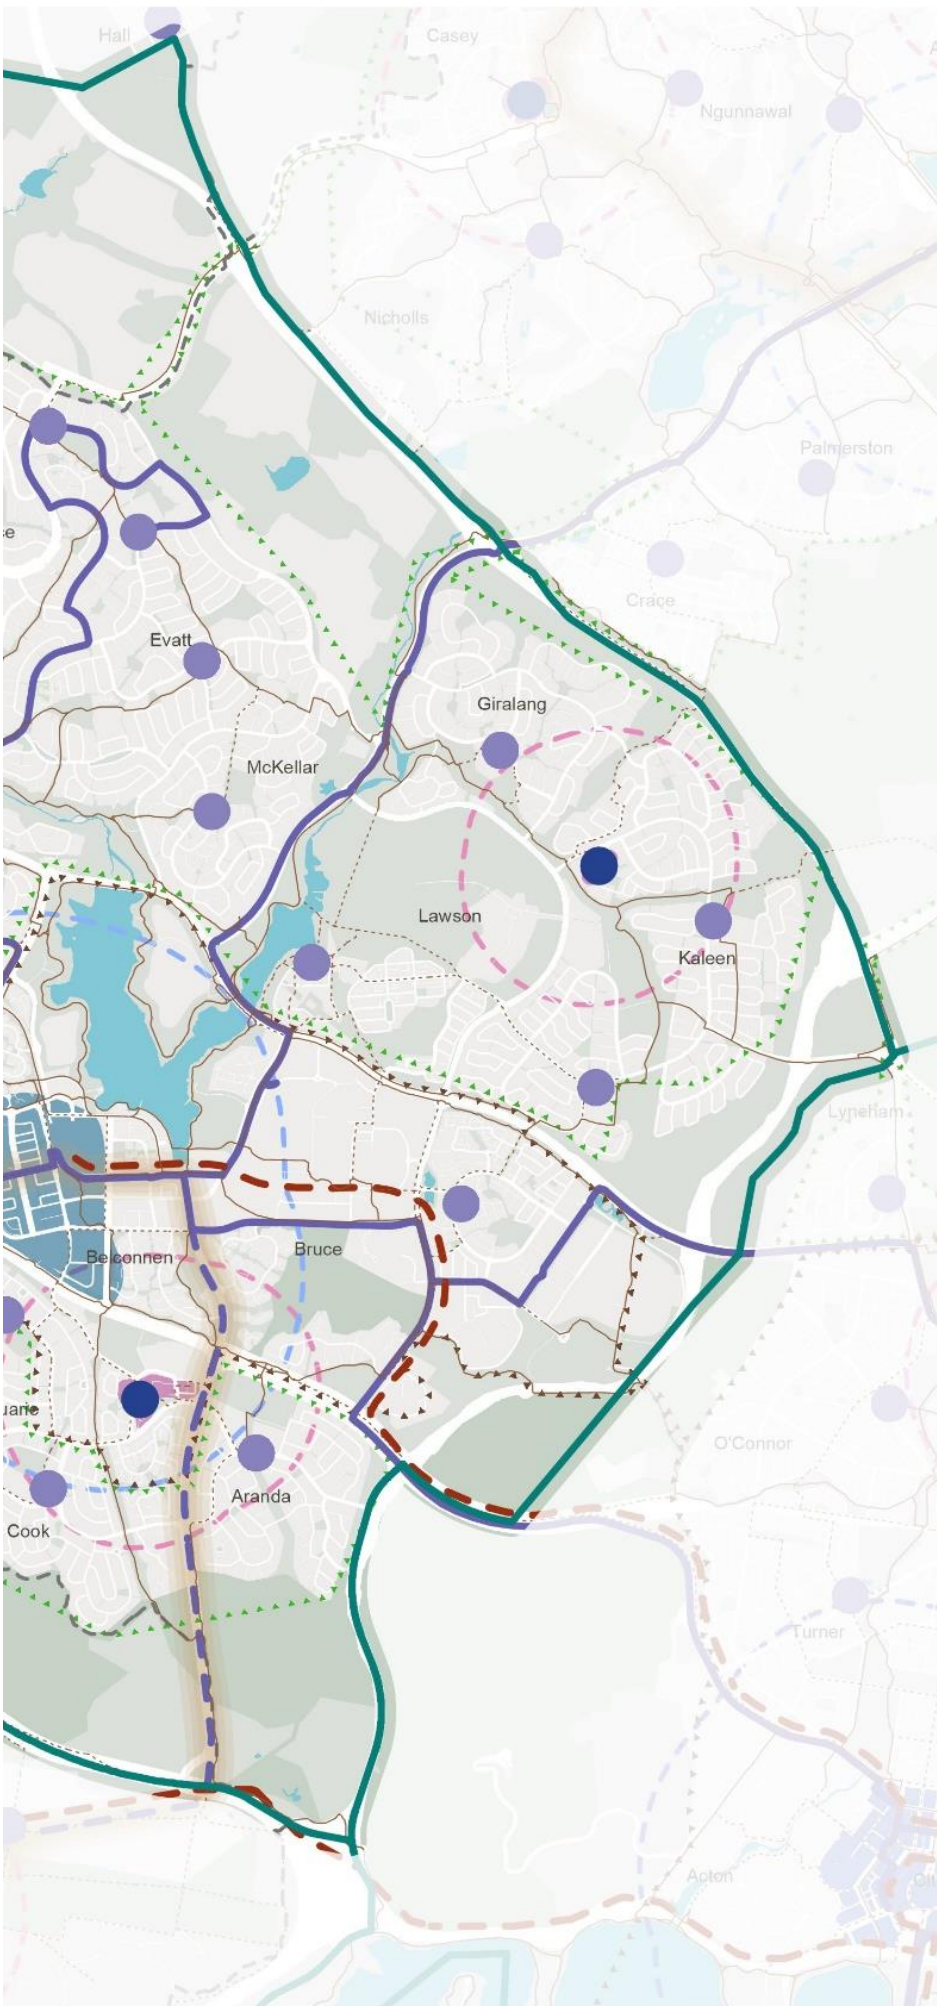 Hall
Casey
Ngunnawal
Nicholls
Palmerston
Crace
Evatt
Giralang
McKellar
Lawson
Kaleen
Lyneham
Bruce
Belconnen
O'Connor
Aranda
Cook
Turner
Acton